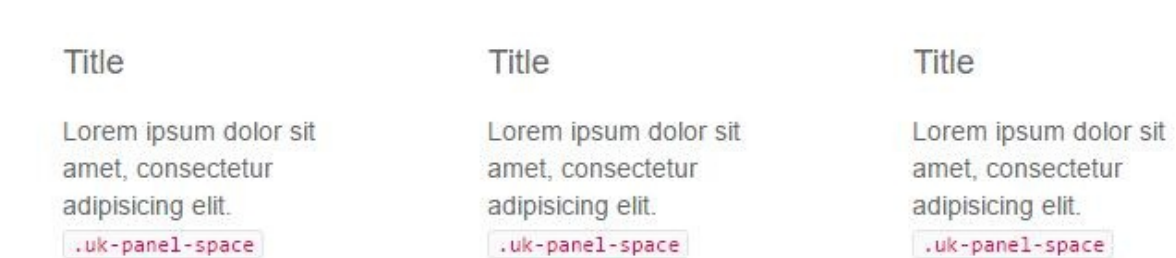 Title
Lorem ipsum dolor sit
amet, consectetur
adipisicing elit.
.uk-panel-space
Title
Lorem ipsum dolor sit
amet, consectetur
adipisicing elit.
.uk-panel-space
Title
Lorem ipsum dolor sit
amet, consectetur
adipisicing elit.
.uk-panel-space